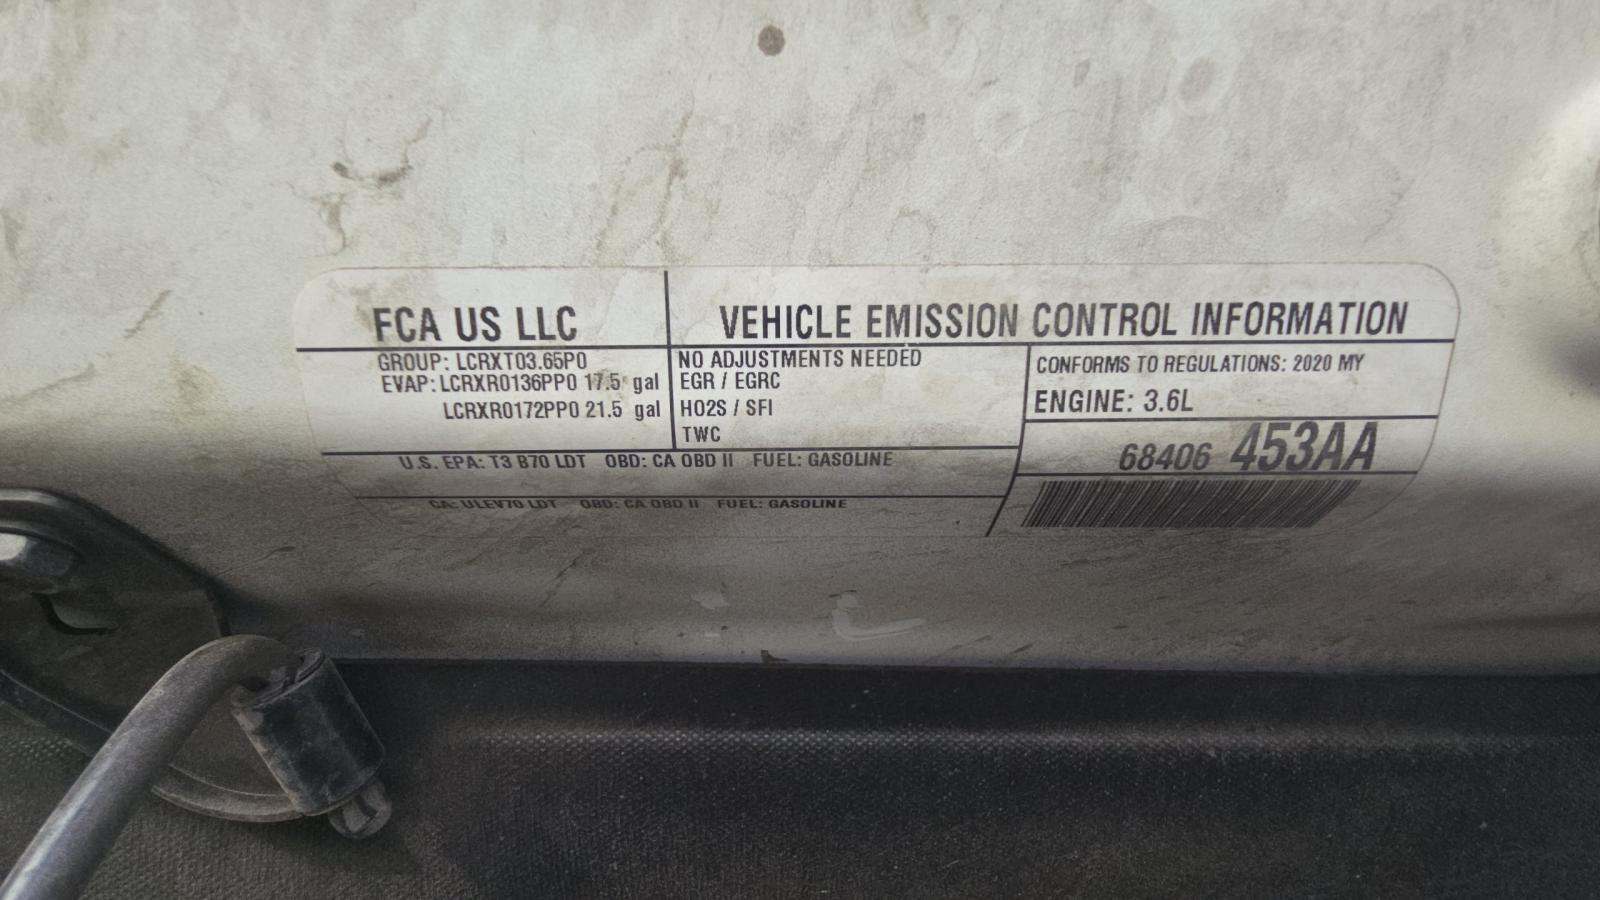 FCA US LLC
VEHICLE EMISSION CONTROL INFORMATION
GROUP: LCRXT03.65P0
EVAP: LCRXR0136PP0 17.5 gal
LCRXR0172PP0 21.5 gal
NO ADJUSTMENTS NEEDED
EGR / EGRC
HO2S / SFI
TWC
CONFORMS TO REGULATIONS: 2020 MY
ENGINE: 3.6L
68406 453AA
U.S. EPA: T3 B70 LDT OBD: CA OBD II FUEL: GASOLINE
CA: ULEV70 LDT OBD: CA OBD II FUEL: GASOLINE